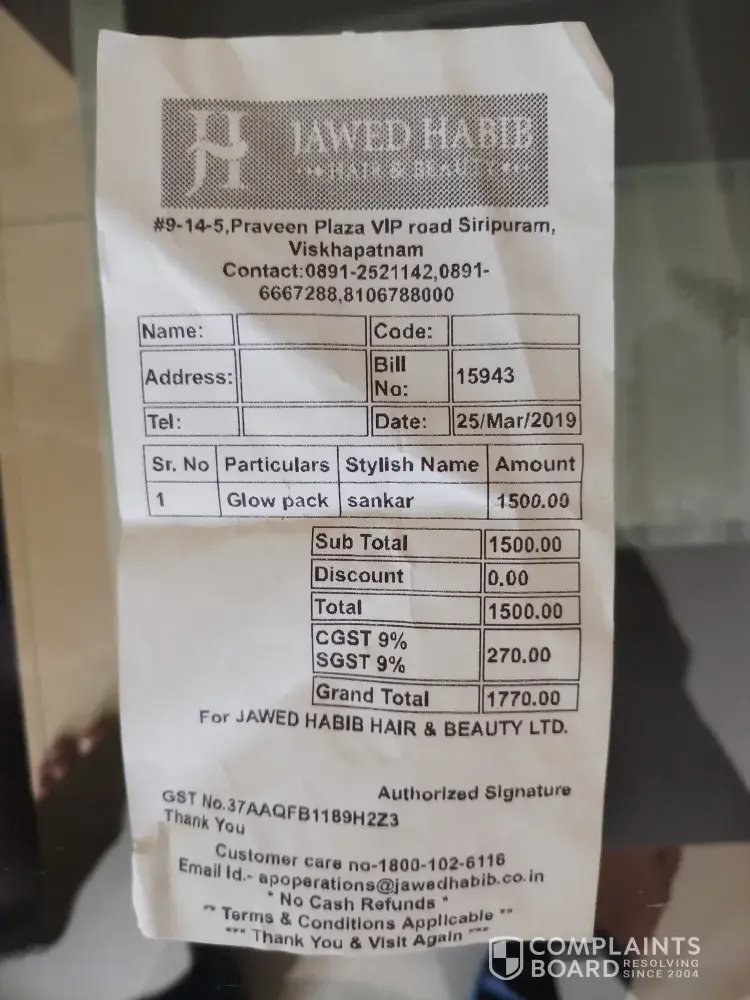 JAWED HABIB
HAIR & BEAUTY
#9-14-5,Praveen Plaza VIP road Siripuram,
Viskhapatnam
Contact:0891-2521142,0891-
6667288,8106788000
Name: Code:
Address: Bill No: 15943
Tel: Date: 25/Mar/2019
Sr. No Particulars Stylish Name Amount
1 Glow pack sankar 1500.00
Sub Total 1500.00
Discount 0.00
Total 1500.00
CGST 9%
SGST 9% 270.00
Grand Total 1770.00
For JAWED HABIB HAIR & BEAUTY LTD.
Authorized Signature
GST No.37AAQFB1189H2Z3
Thank You
Customer care no-1800-102-6116
Email Id.- apoperations@jawedhabib.co.in
* No Cash Refunds *
** Terms & Conditions Applicable **
*** Thank You & Visit Again ***
COMPLAINTS
BOARD RESOLVING
SINCE 2004